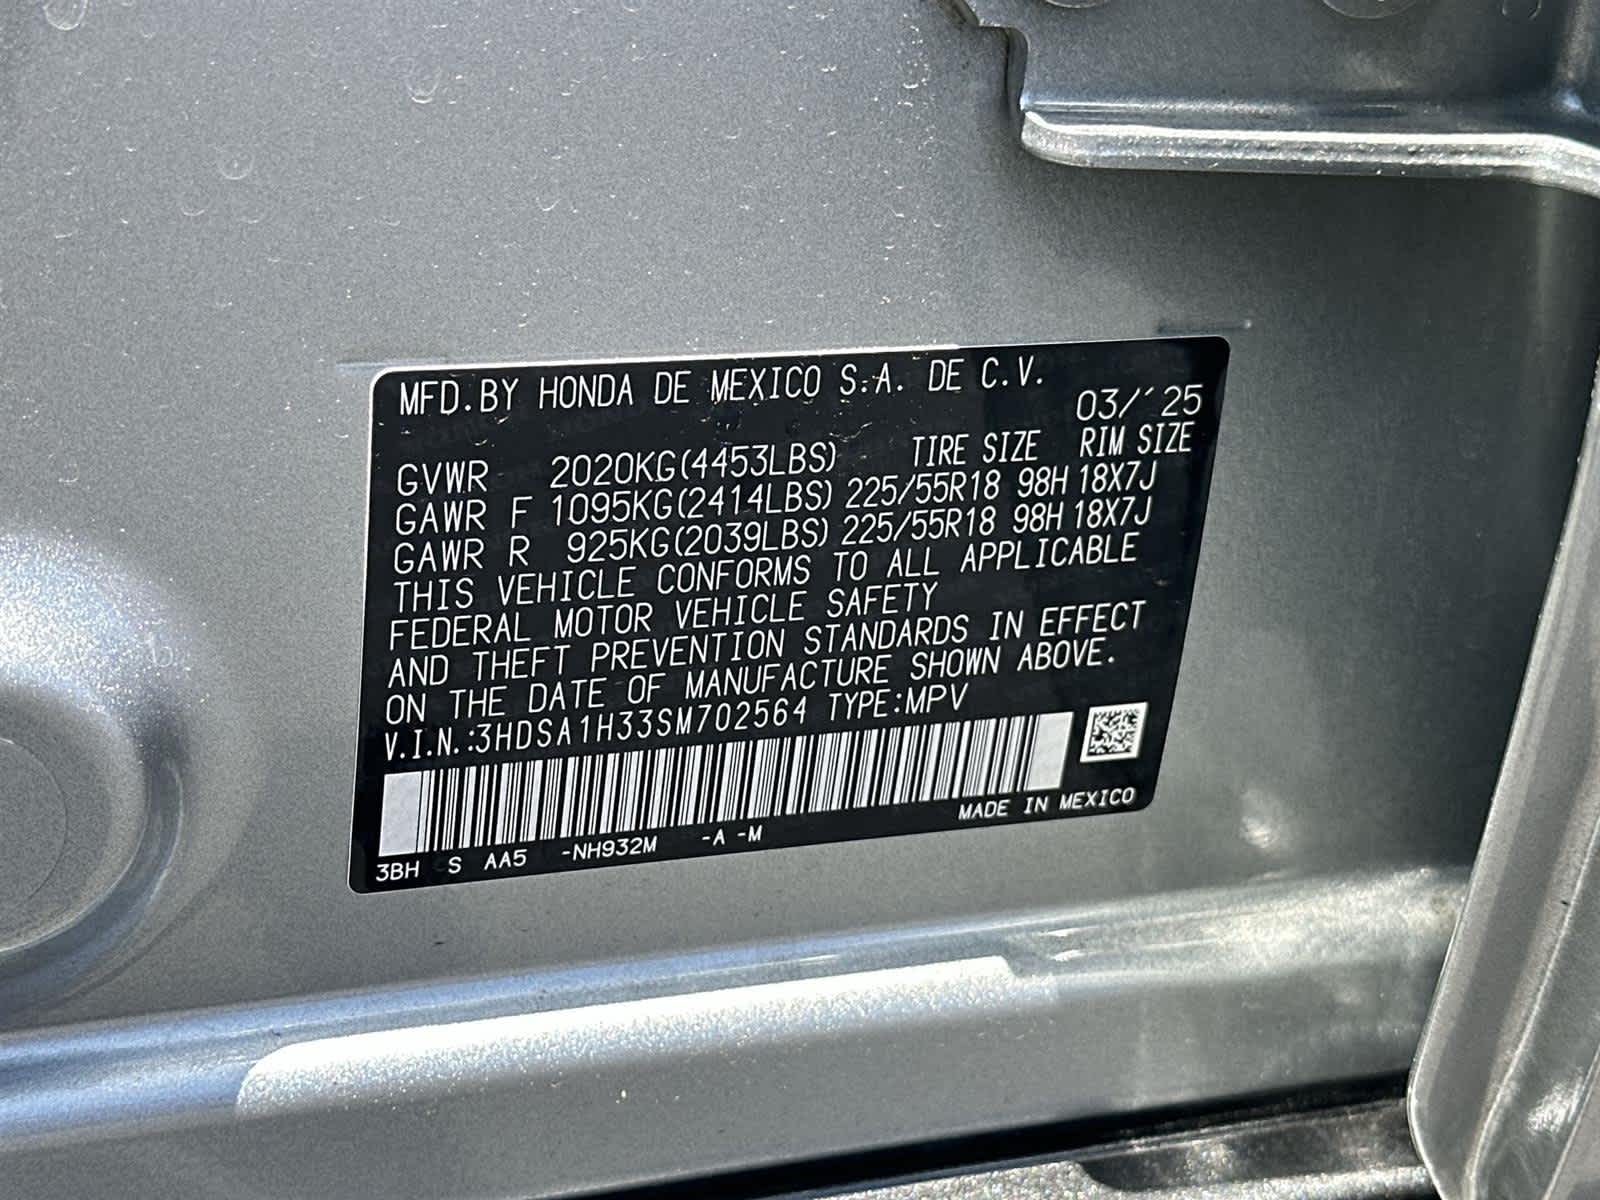 MFD.BY HONDA DE MEXICO S.A. DE C.V.
03/´25
GVWR 2020KG(4453LBS) TIRE SIZE RIM SIZE
GAWR F 1095KG(2414LBS) 225/55R18 98H 18X7J
GAWR R 925KG(2039LBS) 225/55R18 98H 18X7J
THIS VEHICLE CONFORMS TO ALL APPLICABLE
FEDERAL MOTOR VEHICLE SAFETY
AND THEFT PREVENTION STANDARDS IN EFFECT
ON THE DATE OF MANUFACTURE SHOWN ABOVE.
V.I.N.:3HDSA1H33SM702564 TYPE:MPV
MADE IN MEXICO
3BH S AA5 -NH932M -A -M